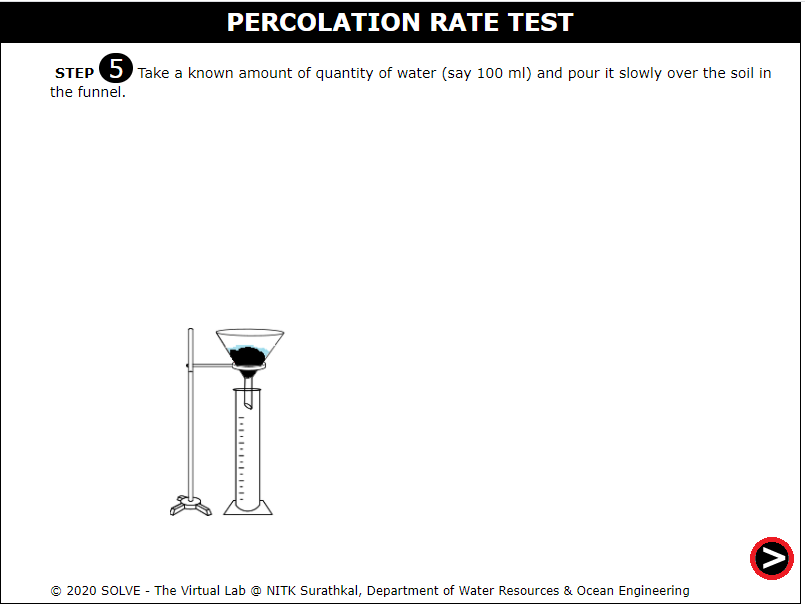 PERCOLATION RATE TEST
STEP 5 Take a known amount of quantity of water (say 100 ml) and pour it slowly over the soil in
the funnel.
© 2020 SOLVE - The Virtual Lab @ NITK Surathkal, Department of Water Resources & Ocean Engineering